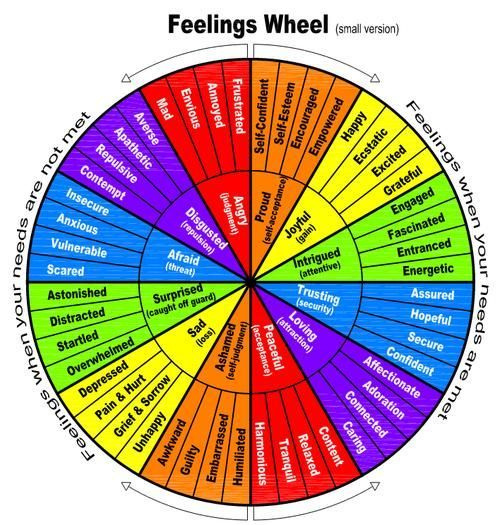 Feelings Wheel (small version)
Feelings when your needs are not met
Feelings when your needs are met
Self-Confident
Self-Esteem
Encouraged
Empowered
Proud
(self-acceptance)
Happy
Ecstatic
Excited
Grateful
Joyful
(gain)
Engaged
Fascinated
Entranced
Energetic
Intrigued
(attentive)
Assured
Hopeful
Secure
Confident
Trusting
(security)
Affectionate
Adoration
Connected
Caring
Loving
(attraction)
Content
Relaxed
Tranquil
Harmonious
Peaceful
(acceptance)
Humiliated
Embarrassed
Guilty
Awkward
Ashamed
(self-judgment)
Unhappy
Grief & Sorrow
Pain & Hurt
Depressed
Sad
(loss)
Overwhelmed
Startled
Distracted
Astonished
Surprised
(caught off guard)
Scared
Vulnerable
Anxious
Insecure
Afraid
(threat)
Contempt
Repulsive
Apathetic
Averse
Disgusted
(repulsion)
Mad
Envious
Annoyed
Frustrated
Angry
(judgment)